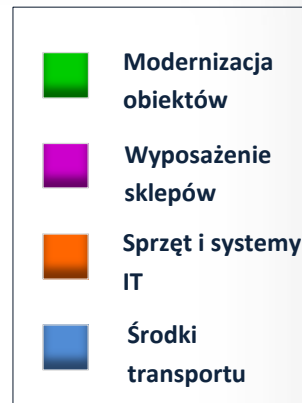 Modernizacja
obiektów
Wyposażenie
sklepów
Sprzęt i systemy
IT
Środki
transportu